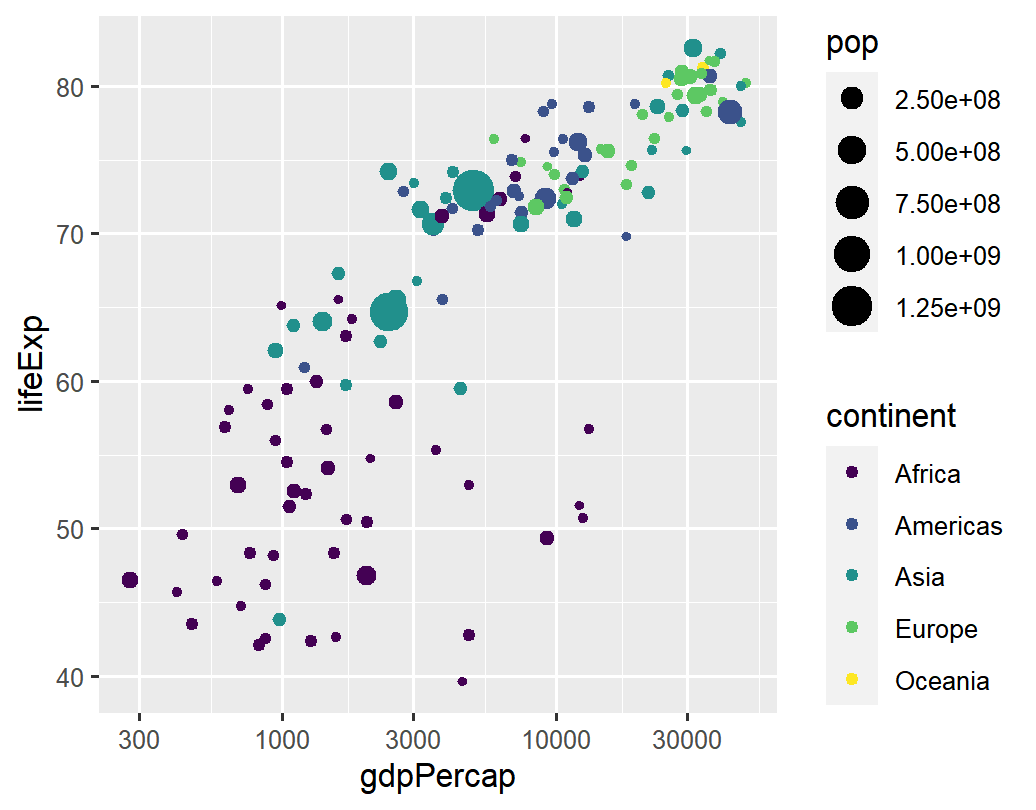 80
70
60
50
40
lifeExp
300 1000 3000 10000 30000
gdpPercap
pop
2.50e+08
5.00e+08
7.50e+08
1.00e+09
1.25e+09
continent
Africa
Americas
Asia
Europe
Oceania